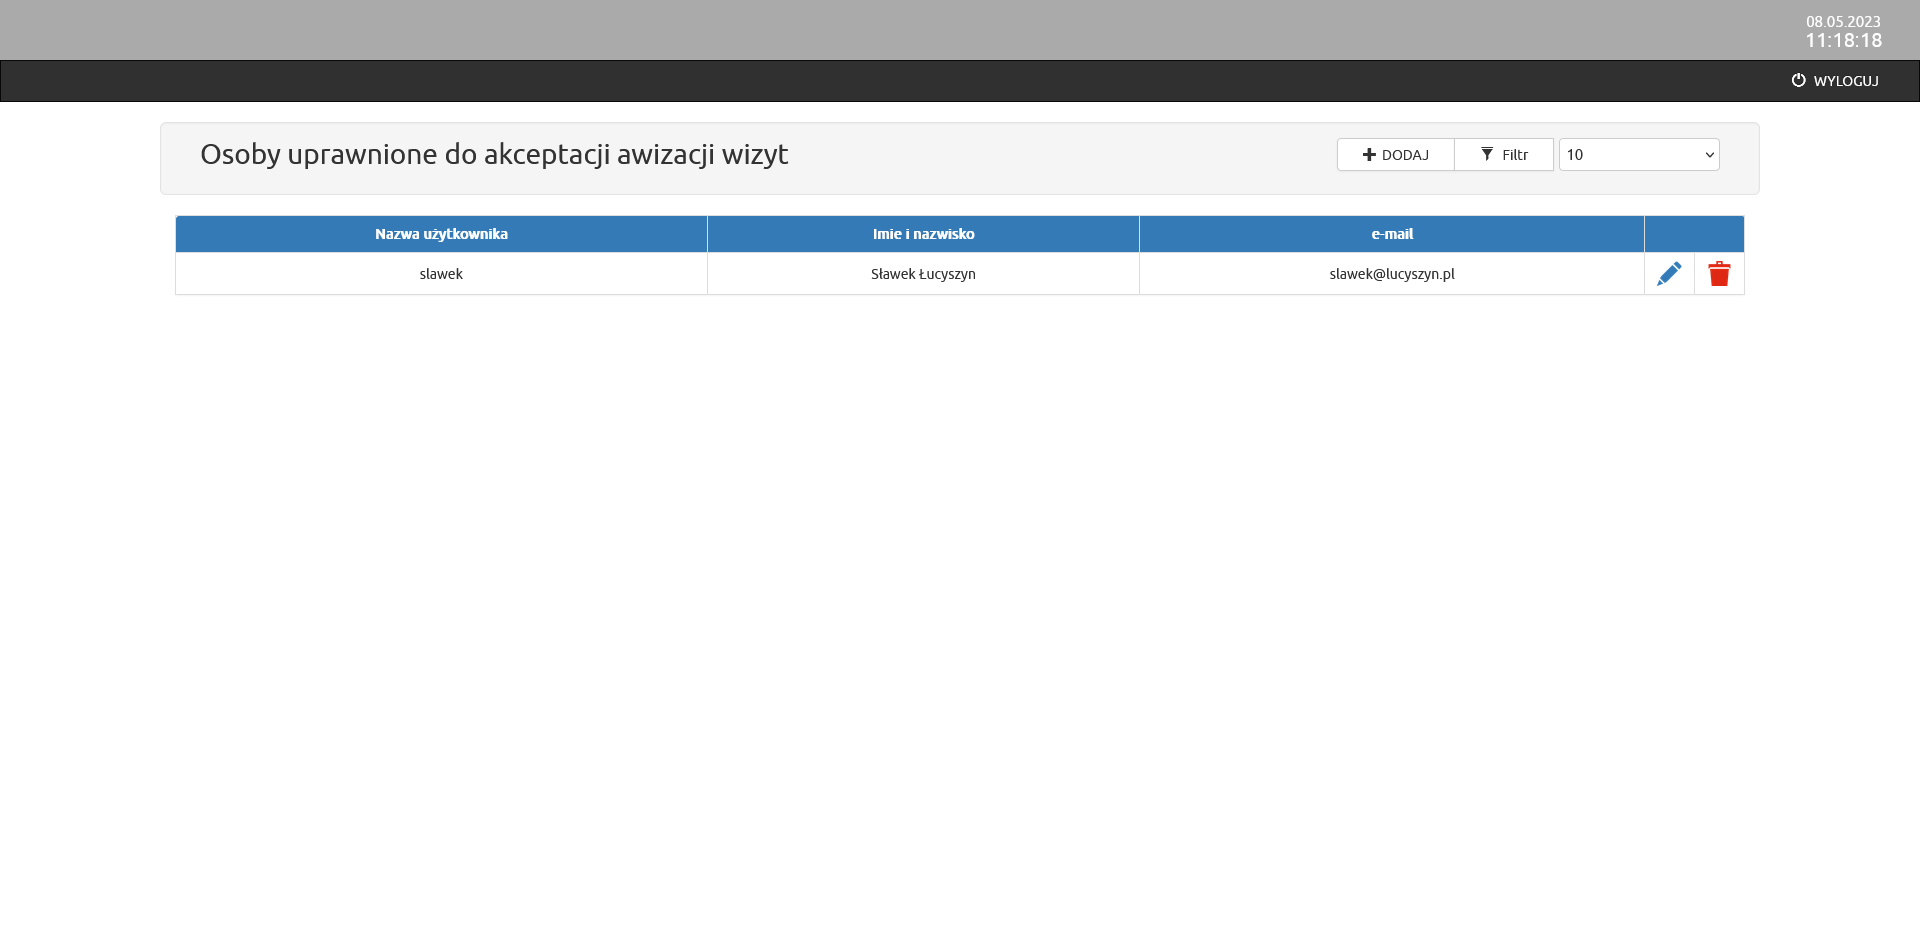 08.05.2023
11:18:18
WYLOGUJ
Osoby uprawnione do akceptacji awizacji wizyt
DODAJ
Filtr
10
Nazwa użytkownika Imie i nazwisko e-mail
slawek Sławek Łucyszyn slawek@lucyszyn.pl